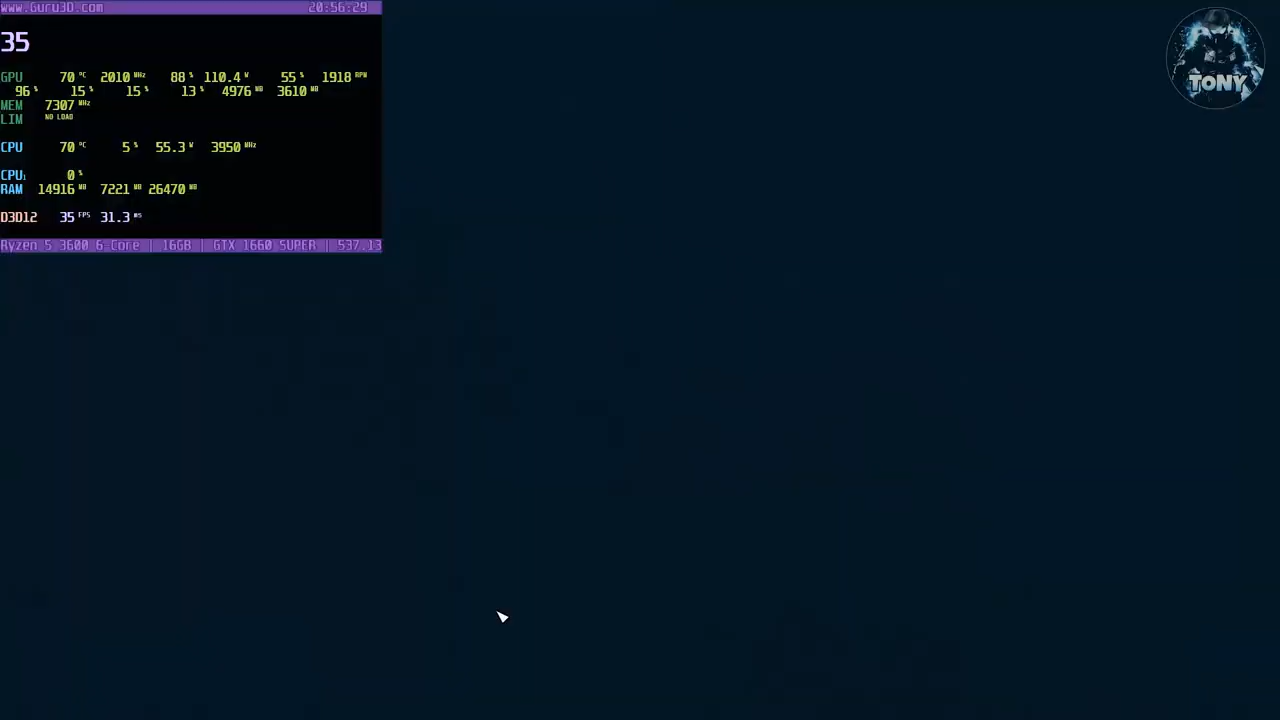 www.Guru3D.com 20:56:29
35
GPU 70 °C 2010 MHz 88 % 110.4 W 55 % 1918 RPM
96 % 15 % 15 % 13 % 4976 MB 3610 MB
MEM 7307 MHz
LIM NO LOAD
CPU 70 °C 5 % 55.3 W 3950 MHz
CPU1 0 %
RAM 14916 MB 7221 MB 26470 MB
D3D12 35 FPS 31.3 ms
Ryzen 5 3600 6-Core | 16GB | GTX 1660 SUPER | 537.13
TONY